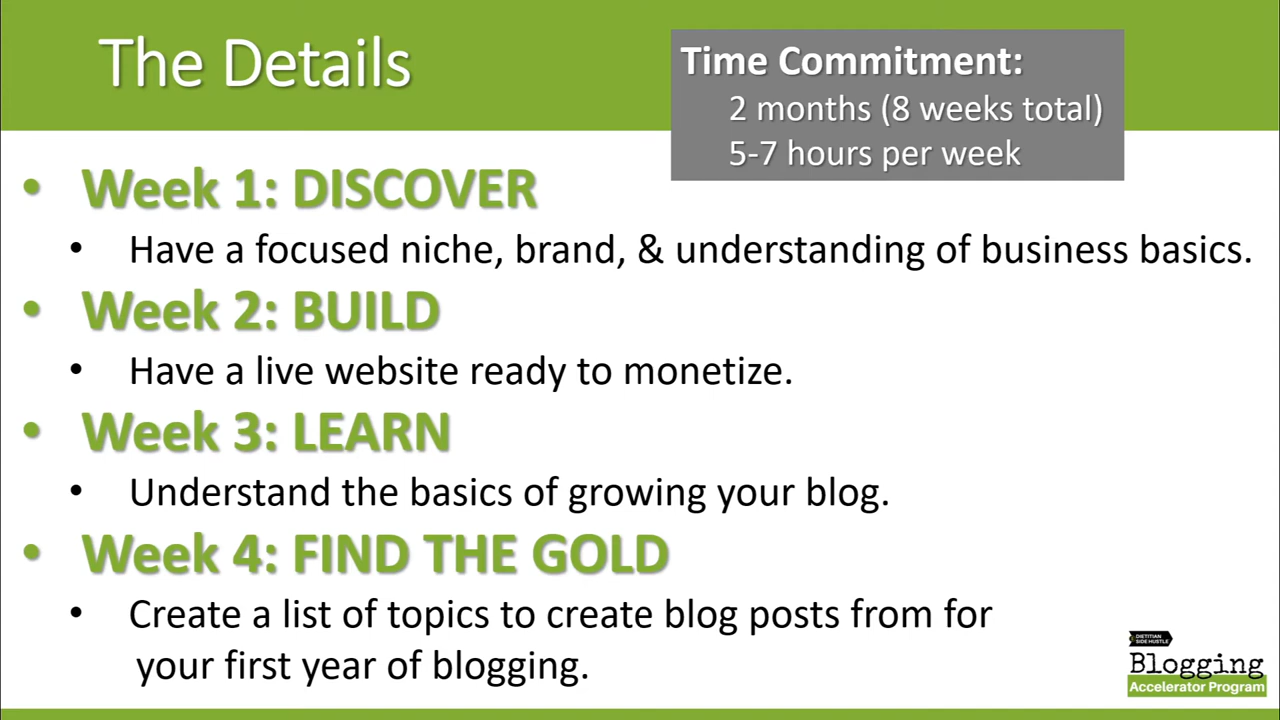 The Details
Time Commitment:
2 months (8 weeks total)
5-7 hours per week
• Week 1: DISCOVER
• Have a focused niche, brand, & understanding of business basics.
• Week 2: BUILD
• Have a live website ready to monetize.
• Week 3: LEARN
• Understand the basics of growing your blog.
• Week 4: FIND THE GOLD
• Create a list of topics to create blog posts from for
your first year of blogging.
DIETITIAN
SIDE HUSTLE
Blogging
Accelerator Program